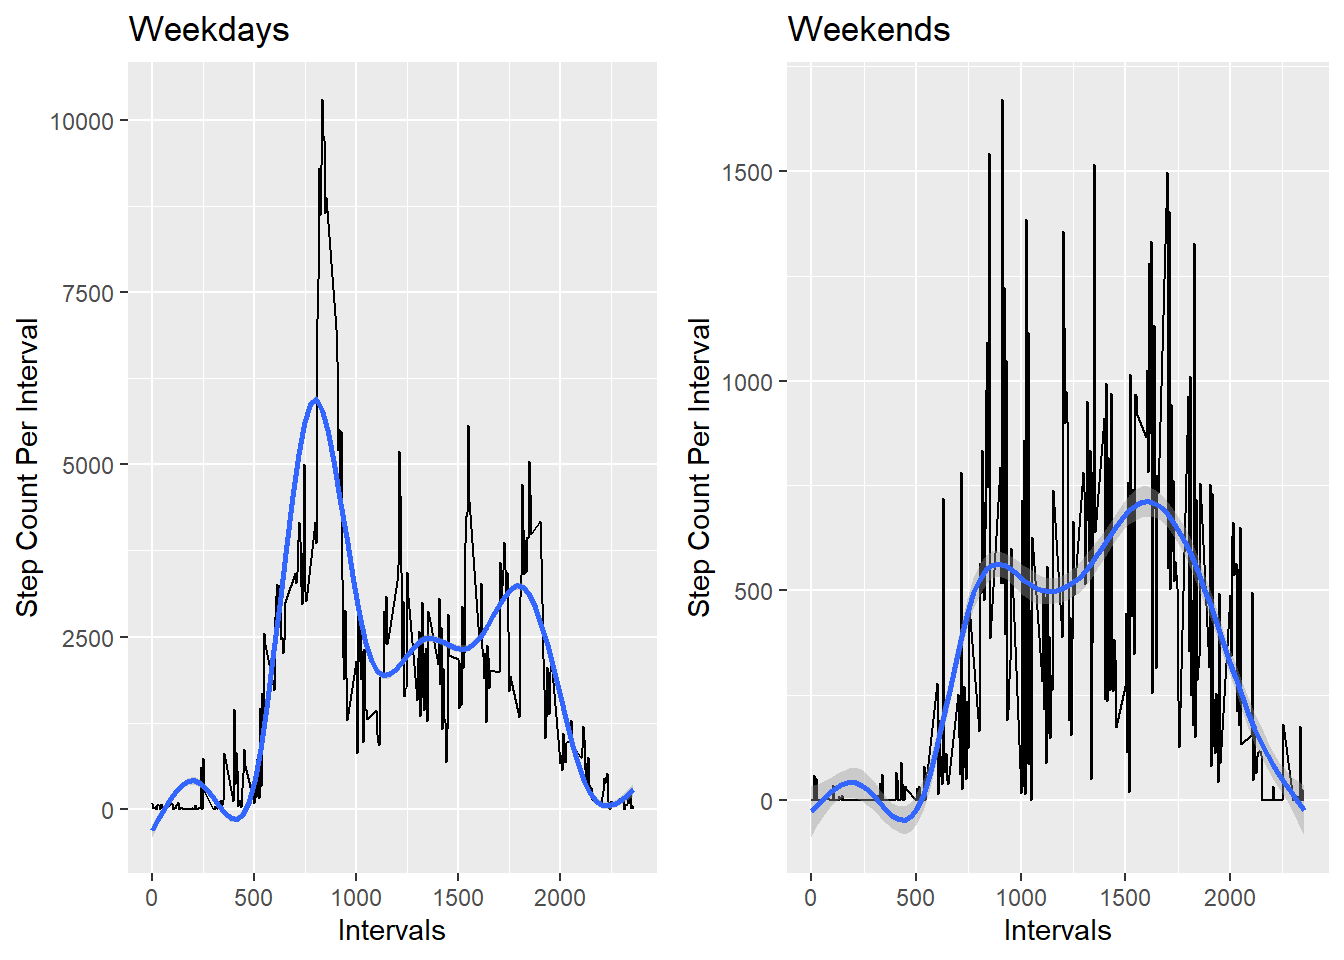 Weekdays
Step Count Per Interval
10000
7500
5000
2500
0
0 500 1000 1500 2000
Intervals
Weekends
Step Count Per Interval
1500
1000
500
0
0 500 1000 1500 2000
Intervals